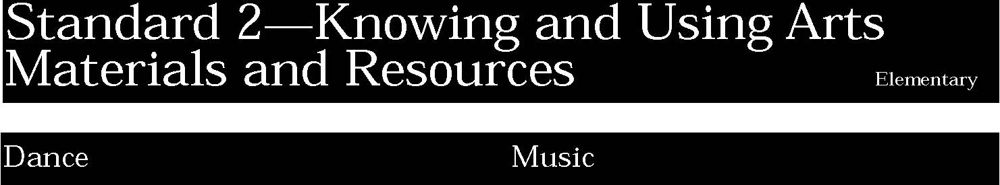 Standard 2—Knowing and Using Arts
Materials and Resources
Elementary
Dance
Music